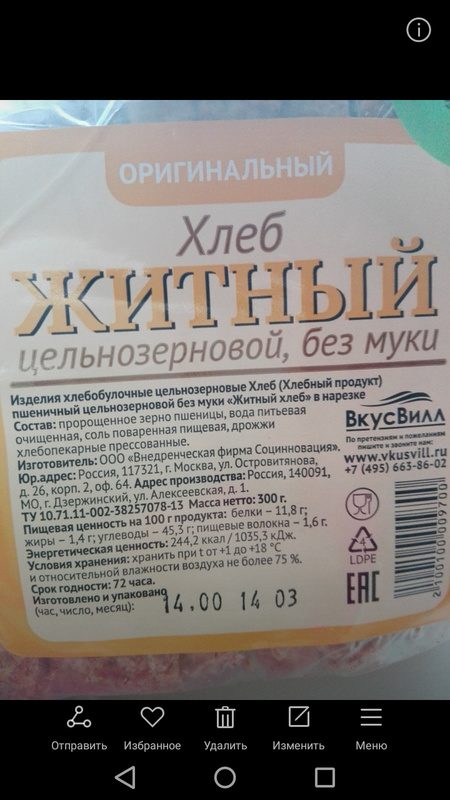 ОРИГИНАЛЬНЫЙ
Хлеб
ЖИТНЫЙ
цельнозерновой, без муки
Изделия хлебобулочные цельнозерновые Хлеб (Хлебный продукт)
пшеничный цельнозерновой без муки «Житный хлеб» в нарезке
Состав: пророщенное зерно пшеницы, вода питьевая
очищенная, соль поваренная пищевая, дрожжи
хлебопекарные прессованные.
Изготовитель: ООО «Внедренческая фирма Социнновация».
Юр.адрес: Россия, 117321, г. Москва, ул. Островитянова,
д. 26, корп. 2, оф. 64. Адрес производства: Россия, 140091,
МО, г. Дзержинский, ул. Алексеевская, д. 1.
ТУ 10.71.11-002-38257078-13 Масса нетто: 300 г.
Пищевая ценность на 100 г продукта: белки – 11,8 г;
жиры – 1,4 г; углеводы – 45,3 г; пищевые волокна – 1,6 г.
Энергетическая ценность: 244,2 ккал / 1035,3 кДж.
Условия хранения: хранить при t от +1 до +18 °С
и относительной влажности воздуха не более 75 %.
Срок годности: 72 часа.
Изготовлено и упаковано
(час, число, месяц):
14.00 14 03
ВкусВилл
По претензиям и пожеланиям
пишите и звоните нам:
www.vkusvill.ru
+7 (495) 663-86-02
4
LDPE
ЕАС
2100100009700
Отправить
Избранное
Удалить
Изменить
Меню